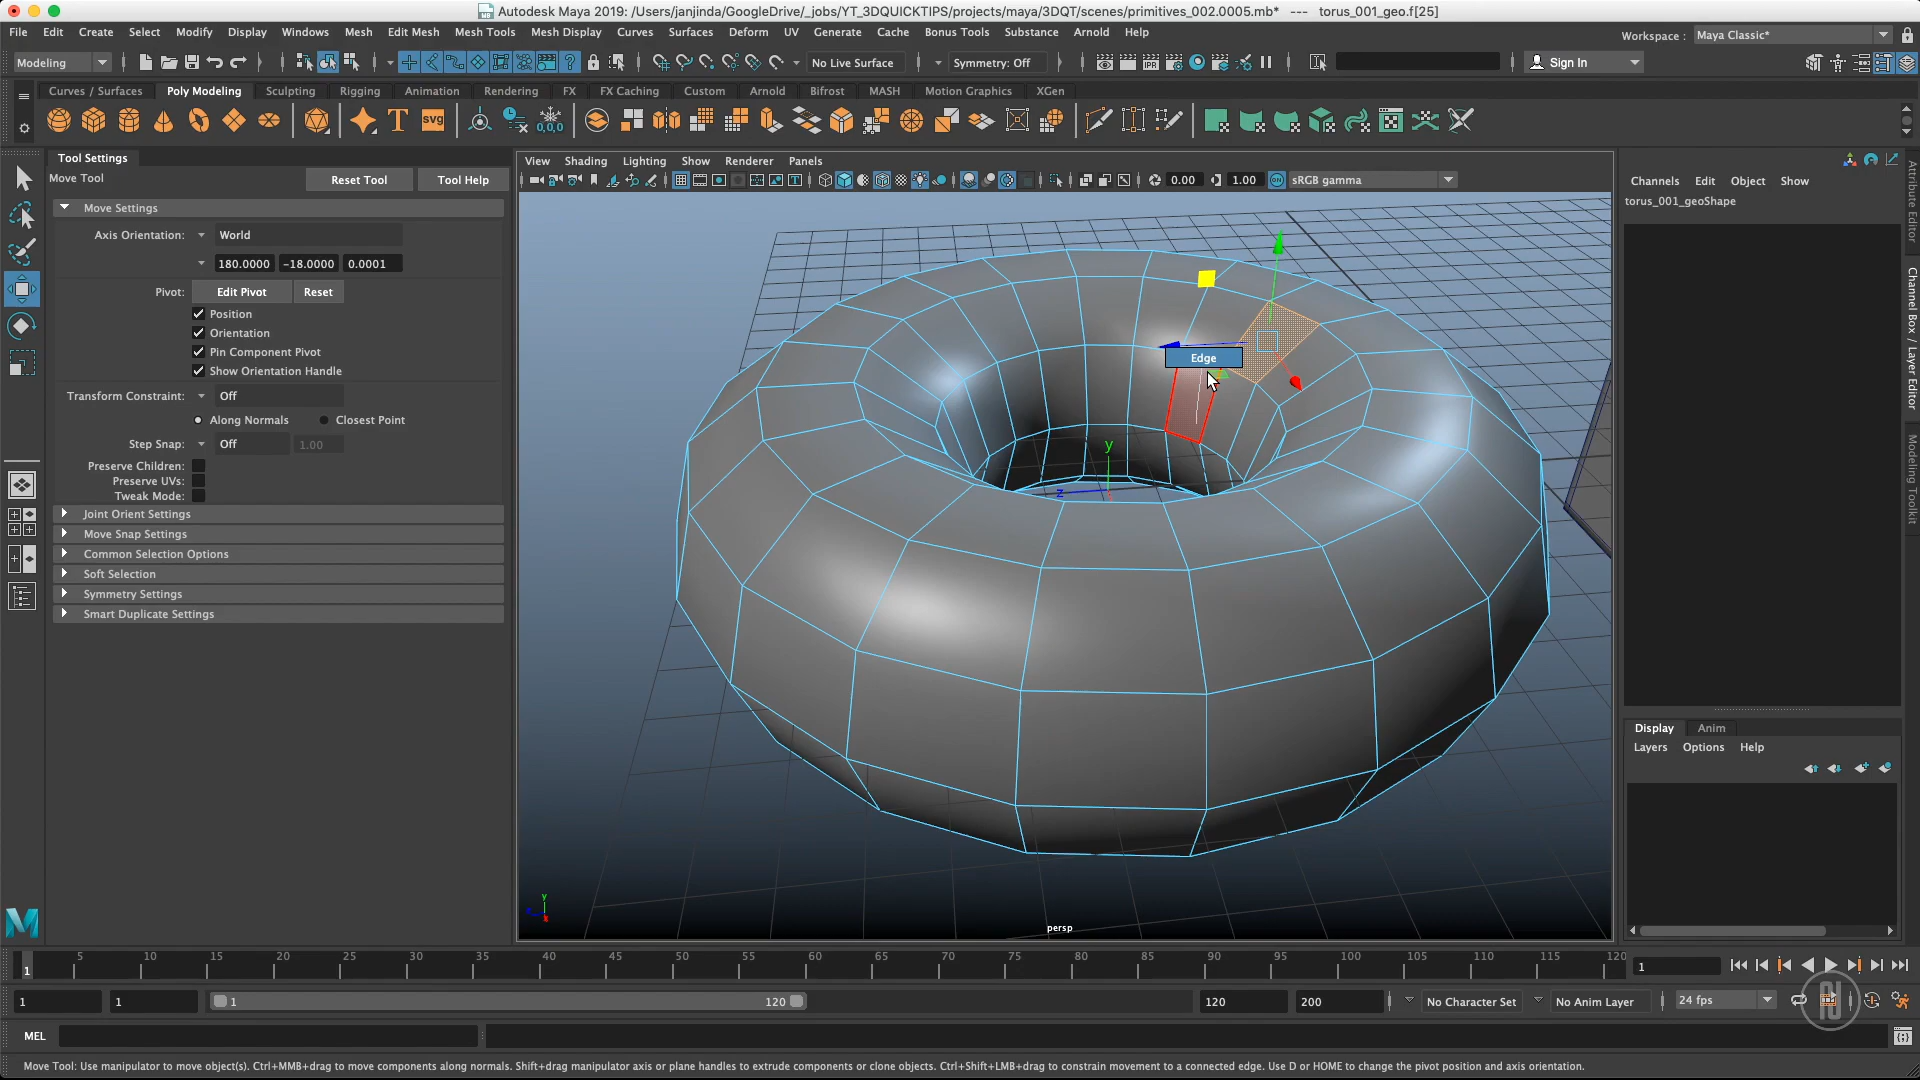 Autodesk Maya 2019: /Users/janjinda/GoogleDrive/_jobs/YT_3DQUICKTIPS/projects/maya/3DQT/scenes/primitives_002.0005.mb*   ---   torus_001_geo.f[25]
File Edit Create Select Modify Display Windows Mesh Edit Mesh Mesh Tools Mesh Display Curves Surfaces Deform UV Generate Cache Bonus Tools Substance Arnold Help
Workspace : Maya Classic*
Modeling No Live Surface Symmetry: Off Sign In
Curves / Surfaces Poly Modeling Sculpting Rigging Animation Rendering FX FX Caching Custom Arnold Bifrost MASH Motion Graphics XGen
Tool Settings
Move Tool Reset Tool Tool Help
Move Settings
Axis Orientation: World
180.0000 -18.0000 0.0001
Pivot: Edit Pivot Reset
Position
Orientation
Pin Component Pivot
Show Orientation Handle
Transform Constraint: Off
Along Normals Closest Point
Step Snap: Off 1.00
Preserve Children:
Preserve UVs:
Tweak Mode:
Joint Orient Settings
Move Snap Settings
Common Selection Options
Soft Selection
Symmetry Settings
Smart Duplicate Settings
View Shading Lighting Show Renderer Panels
0.00 1.00 ON sRGB gamma
Edge
y
z
y
persp
Channels Edit Object Show
torus_001_geoShape
Attribute Editor
Channel Box / Layer Editor
Modeling Toolkit
Display Anim
Layers Options Help
5 10 15 20 25 30 35 40 45 50 55 60 65 70 75 80 85 90 95 100 105 110 115 120
1
1
1 1 1 120 120 200 No Character Set No Anim Layer 24 fps
MEL
Move Tool: Use manipulator to move object(s). Ctrl+MMB+drag to move components along normals. Shift+drag manipulator axis or plane handles to extrude components or clone objects. Ctrl+Shift+LMB+drag to constrain movement to a connected edge. Use D or HOME to change the pivot position and axis orientation.